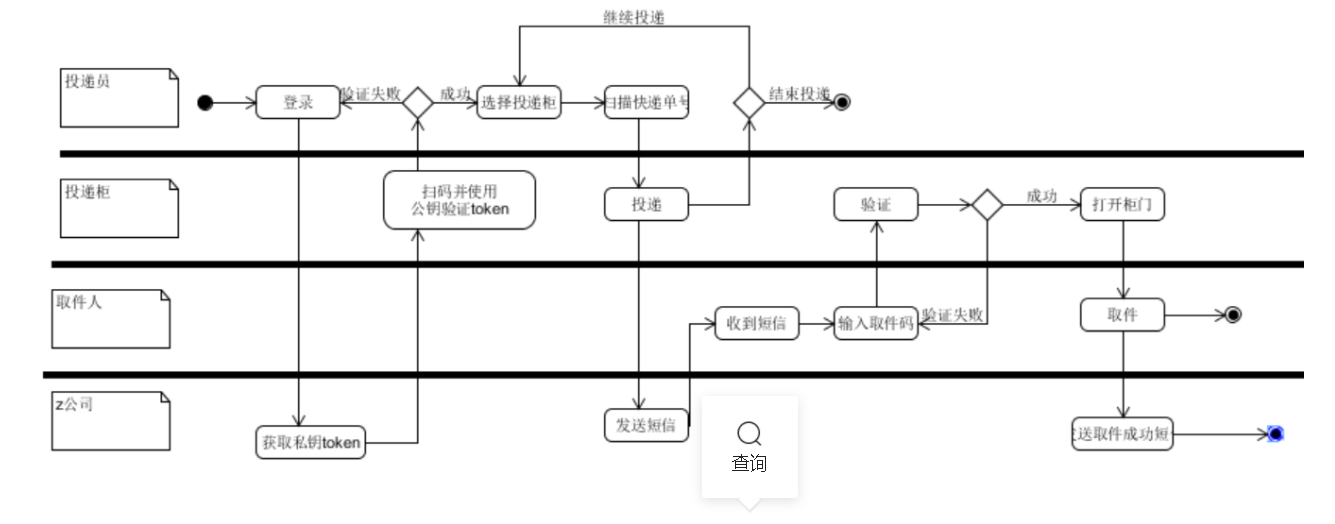 继续投递
投递员
登录
验证失败
成功
选择投递柜
扫描快递单号
结束投递
投递柜
扫码并使用
公钥验证token
投递
验证
成功
打开柜门
取件人
收到短信
输入取件码
验证失败
取件
z公司
获取私钥token
发送短信
查询
送取件成功短